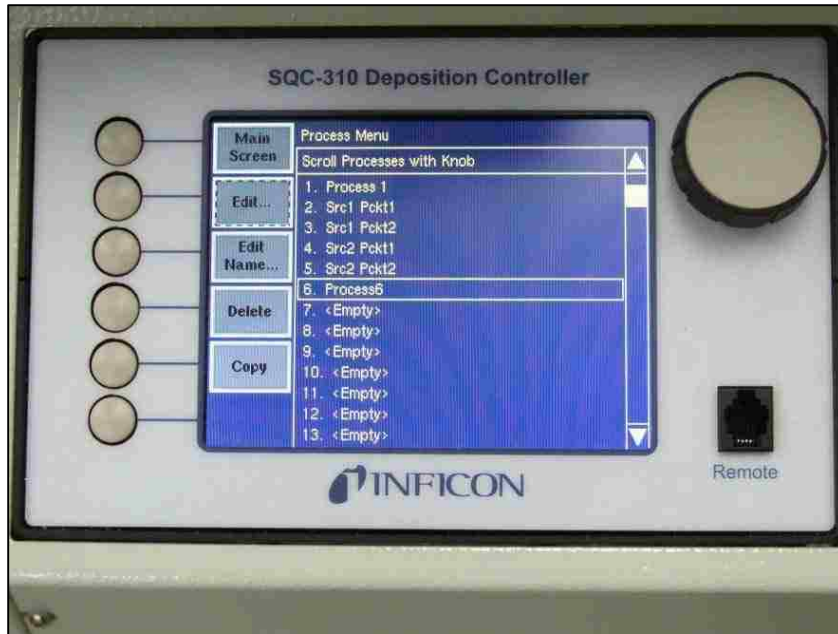 SQC-310 Deposition Controller
Main
Screen
Edit...
Edit
Name...
Delete
Copy
Process Menu
Scroll Processes with Knob
1. Process 1
2. Src1 Pckt1
3. Src1 Pckt2
4. Src2 Pckt1
5. Src2 Pckt2
6. Process6
7. <Empty>
8. <Empty>
9. <Empty>
10. <Empty>
11. <Empty>
12. <Empty>
13. <Empty>
INFICON
Remote